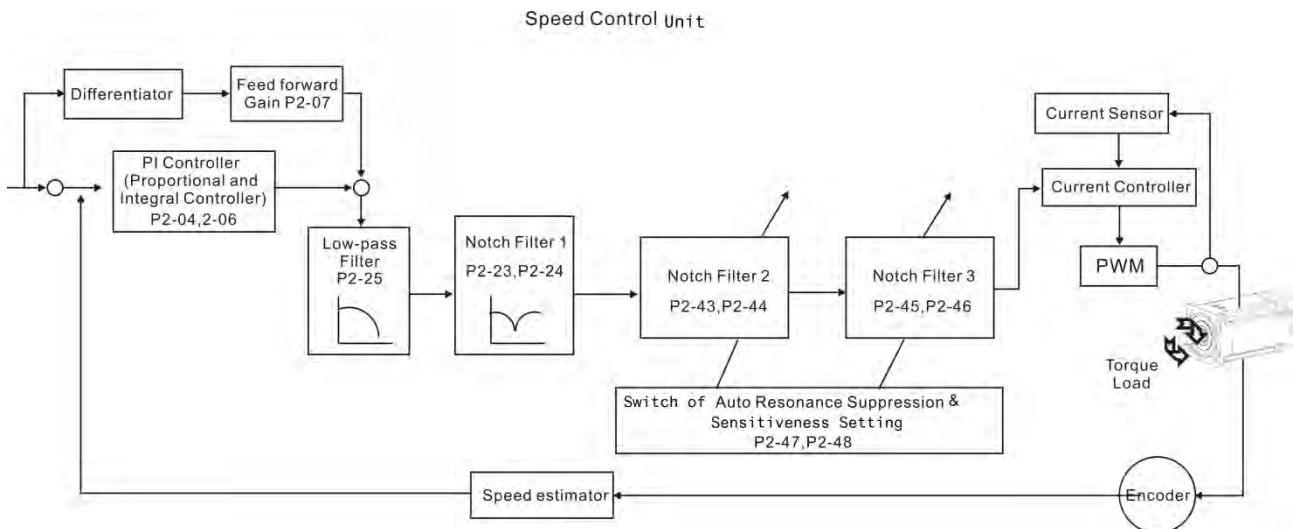 Speed Control Unit
Differentiator
Feed forward
Gain P2-07
PI Controller
(Proportional and
Integral Controller)
P2-04,2-06
Low-pass
Filter
P2-25
Notch Filter 1
P2-23,P2-24
Notch Filter 2
P2-43,P2-44
Notch Filter 3
P2-45,P2-46
Current Sensor
Current Controller
PWM
Torque
Load
Switch of Auto Resonance Suppression &
Sensitiveness Setting
P2-47,P2-48
Speed estimator
Encoder